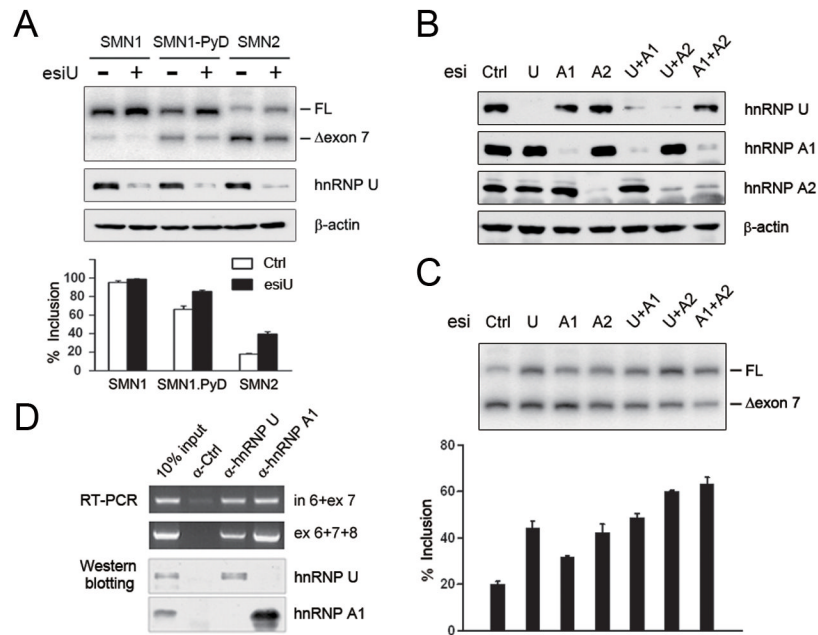 A
SMN1 SMN1-PyD SMN2
esiU - + - + - +
FL
Δexon 7
hnRNP U
β-actin
Ctrl
esiU
% Inclusion
100
80
60
40
20
0
SMN1 SMN1.PyD SMN2
B
esi Ctrl U A1 A2 U+A1 U+A2 A1+A2
hnRNP U
hnRNP A1
hnRNP A2
β-actin
C
esi Ctrl U A1 A2 U+A1 U+A2 A1+A2
FL
Δexon 7
% Inclusion
80
60
40
20
0
D
10% input α-Ctrl α-hnRNP U α-hnRNP A1
RT-PCR
in 6+ex 7
ex 6+7+8
Western
blotting
hnRNP U
hnRNP A1